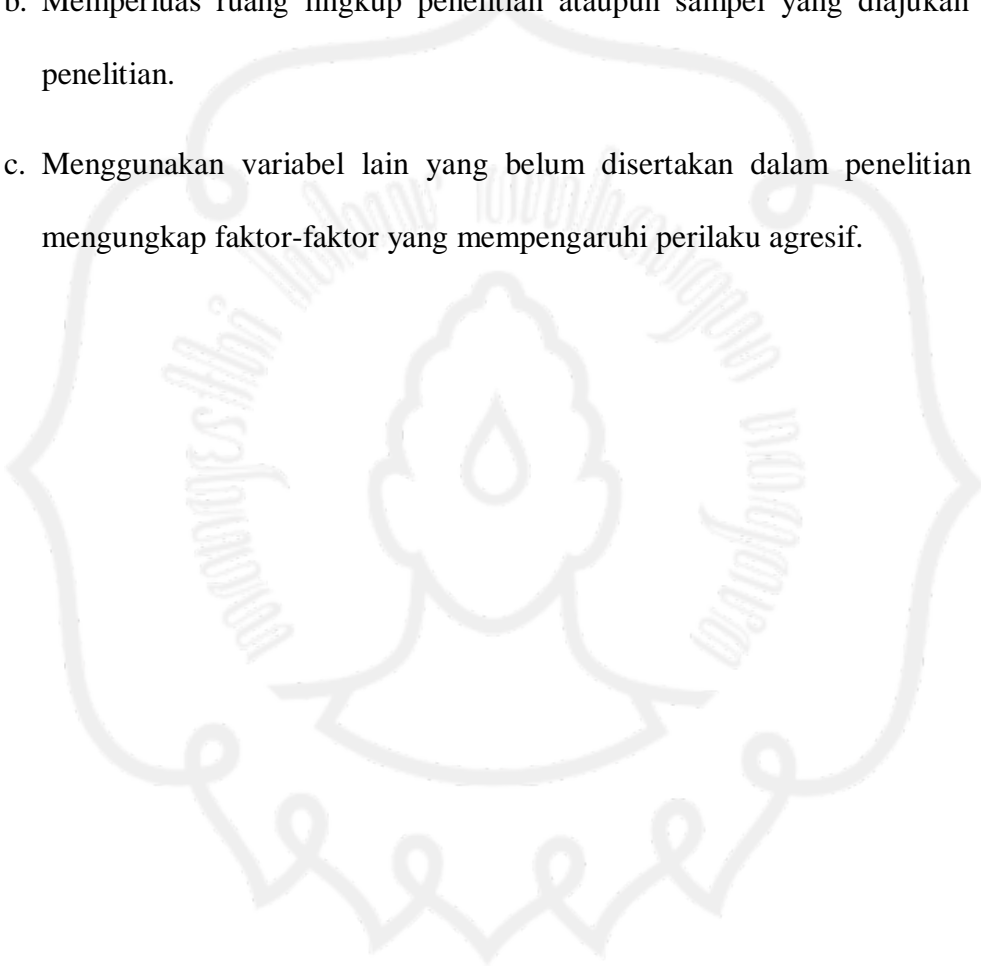 b. Memperluas ruang lingkup penelitian ataupun sampel yang diajukan
penelitian.
c. Menggunakan variabel lain yang belum disertakan dalam penelitian
mengungkap faktor-faktor yang mempengaruhi perilaku agresif.